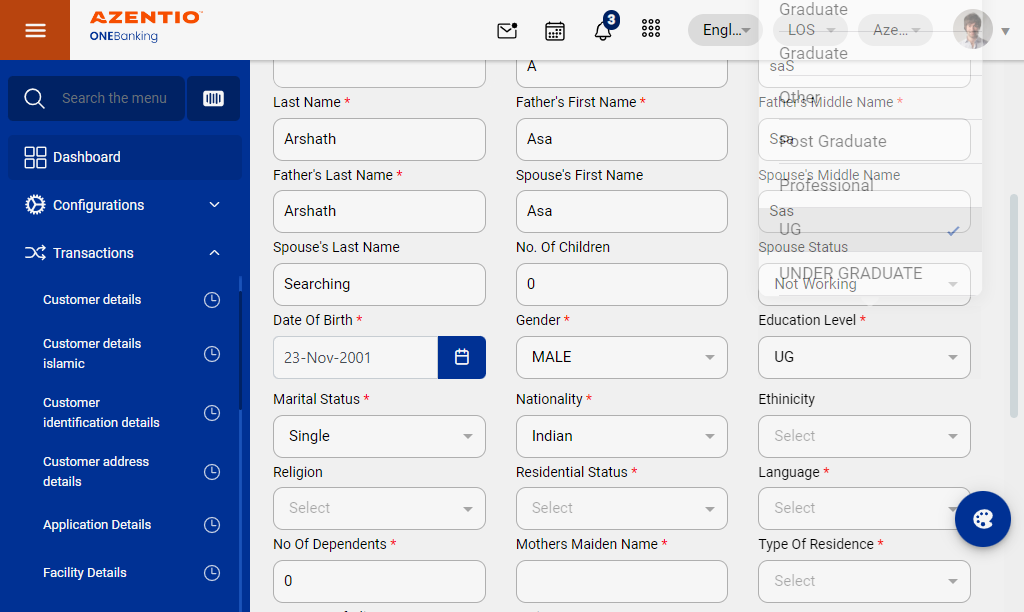 AZENTIO
ONEBanking
3
Engl...
LOS
Aze...
Search the menu
Dashboard
Configurations
Transactions
Customer details
Customer details
islamic
Customer
identification details
Customer address
details
Application Details
Facility Details
A
saS
Last Name *
Father's First Name *
Father's Middle Name *
Arshath
Asa
Ssa
Father's Last Name *
Spouse's First Name
Spouse's Middle Name
Arshath
Asa
Sas
Spouse's Last Name
No. Of Children
Spouse Status
Searching
0
Not Working
Date Of Birth *
Gender *
Education Level *
23-Nov-2001
MALE
UG
Marital Status *
Nationality *
Ethinicity
Single
Indian
Select
Religion
Residential Status *
Language *
Select
Select
Select
No Of Dependents *
Mothers Maiden Name *
Type Of Residence *
0
Select
Graduate
Graduate
Other
Post Graduate
Professional
UG
UNDER GRADUATE